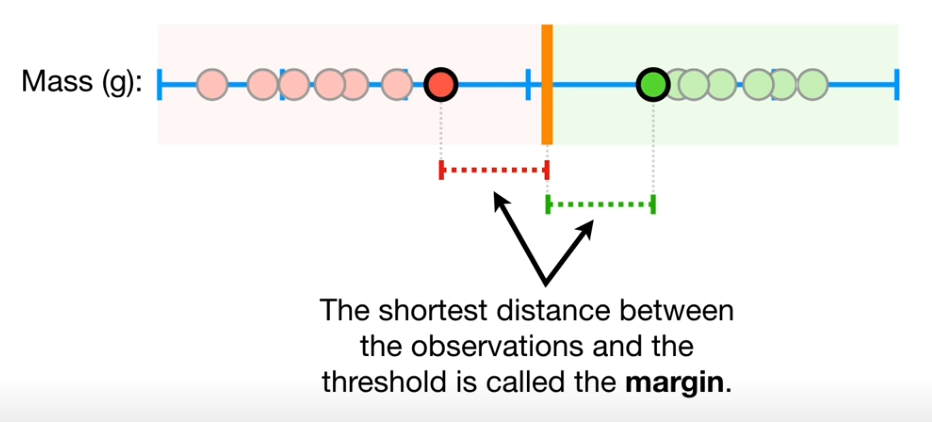 Mass (g):
The shortest distance between
the observations and the
threshold is called the margin.